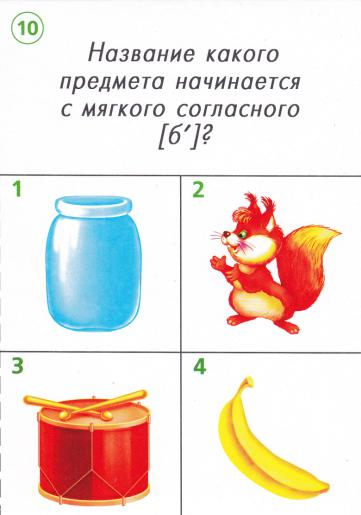 10
Название какого
предмета начинается
с мягкого согласного
[б′]?
1
2
3
4